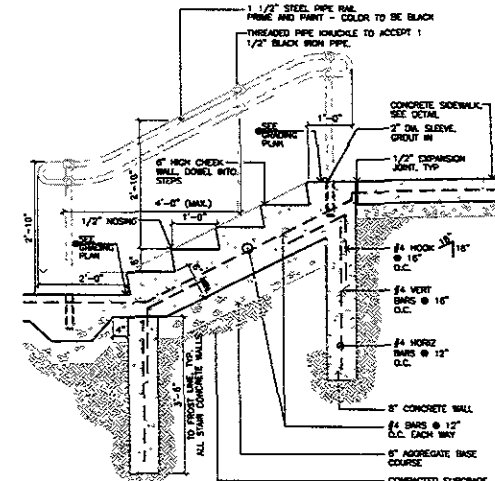 1 1/2" STEEL PIPE RAIL
PRIME AND PAINT - COLOR TO BE BLACK
THREADED PIPE KNUCKLE TO ACCEPT 1
1/2" BLACK IRON PIPE.
1'-0"
CONCRETE SIDEWALK,
SEE DETAIL
2" DIA. SLEEVE,
GROUT IN
1/2" EXPANSION
JOINT, TYP
SEE
GRADING
PLAN
6" HIGH CHEEK
WALL, DOWEL INTO
STEPS
4'-0" (MAX.)
1'-0"
2'-10"
2'-10"
1/2" NOSING
SEE
GRADING
PLAN
2'-0"
6"
#4 HOOK
@ 16"
O.C.
18"
16"
#4 VERT
BARS @ 16"
O.C.
#4 HORIZ
BARS @ 12"
O.C.
4"
3'-6"
TO FROST LINE, TYP.
ALL STAIR CONCRETE WALLS
8" CONCRETE WALL
#4 BARS @ 12"
O.C. EACH WAY
6" AGGREGATE BASE
COURSE
COMPACTED SUBGRADE